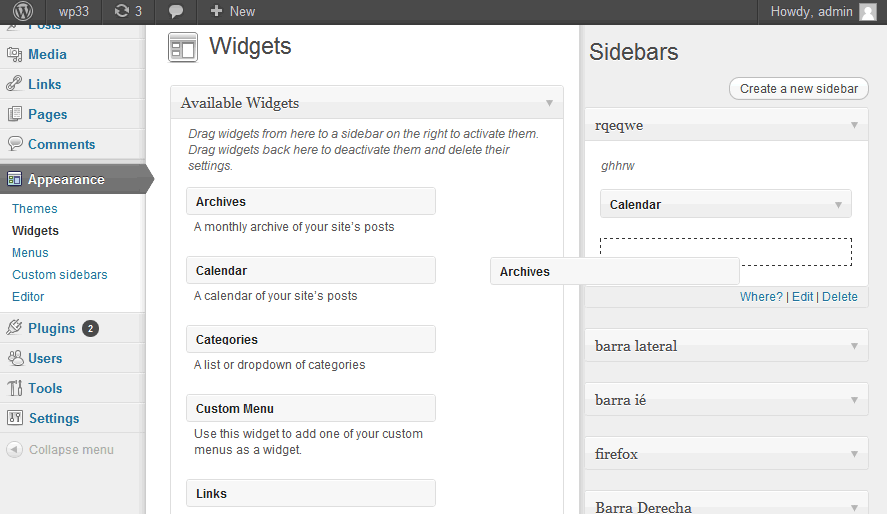 wp33
3
New
Howdy, admin
Posts
Media
Links
Pages
Comments
Appearance
Themes
Widgets
Menus
Custom sidebars
Editor
Plugins 2
Users
Tools
Settings
Collapse menu
Widgets
Available Widgets
Drag widgets from here to a sidebar on the right to activate them.
Drag widgets back here to deactivate them and delete their
settings.
Archives
A monthly archive of your site's posts
Calendar
A calendar of your site's posts
Categories
A list or dropdown of categories
Custom Menu
Use this widget to add one of your custom
menus as a widget.
Links
Sidebars
Create a new sidebar
rqeqwe
ghhrw
Calendar
Archives
Where? | Edit | Delete
barra lateral
barra ié
firefox
Barra Derecha